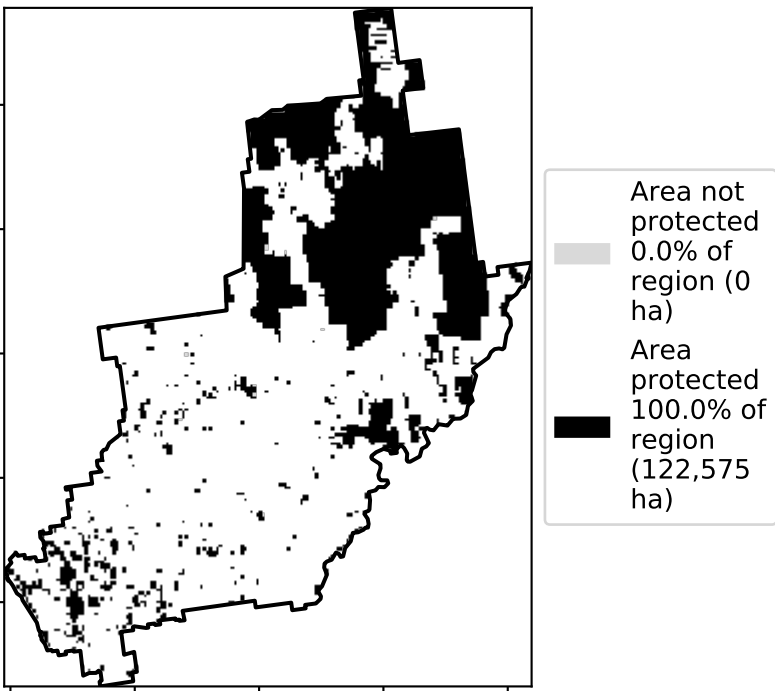 Area not
protected
0.0% of
region (0
ha)
Area
protected
100.0% of
region
(122,575
ha)